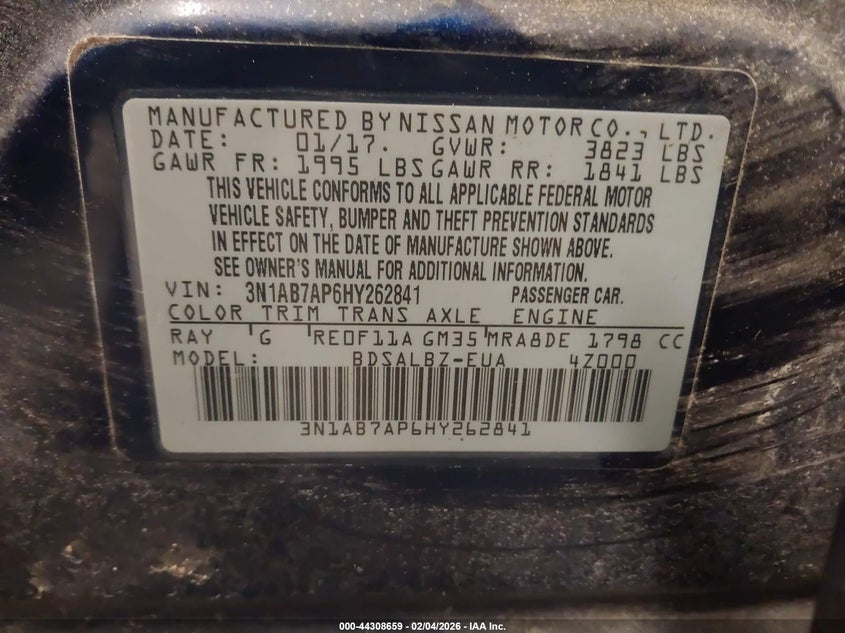 MANUFACTURED BY NISSAN MOTOR CO., LTD.
DATE: 01/17. GVWR: 3823 LBS
GAWR FR: 1995 LBS GAWR RR: 1841 LBS
THIS VEHICLE CONFORMS TO ALL APPLICABLE FEDERAL MOTOR
VEHICLE SAFETY, BUMPER AND THEFT PREVENTION STANDARDS
IN EFFECT ON THE DATE OF MANUFACTURE SHOWN ABOVE.
SEE OWNER'S MANUAL FOR ADDITIONAL INFORMATION.
VIN: 3N1AB7AP6HY262841 PASSENGER CAR.
COLOR TRIM TRANS AXLE ENGINE
RAY G RE0F11A GM35 MRA8DE 1798 CC
MODEL: BDSALBZ-EUA 4Z000
3N1AB7AP6HY262841
000-44308659 - 02/04/2026 - IAA Inc.